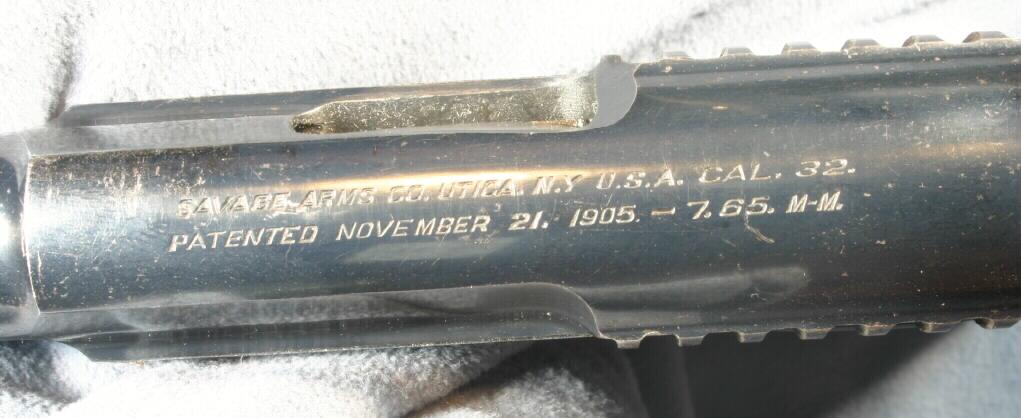 SAVAGE ARMS CO. UTICA. N.Y U.S.A. CAL. 32.
PATENTED NOVEMBER 21. 1905. - 7.65. M-M.